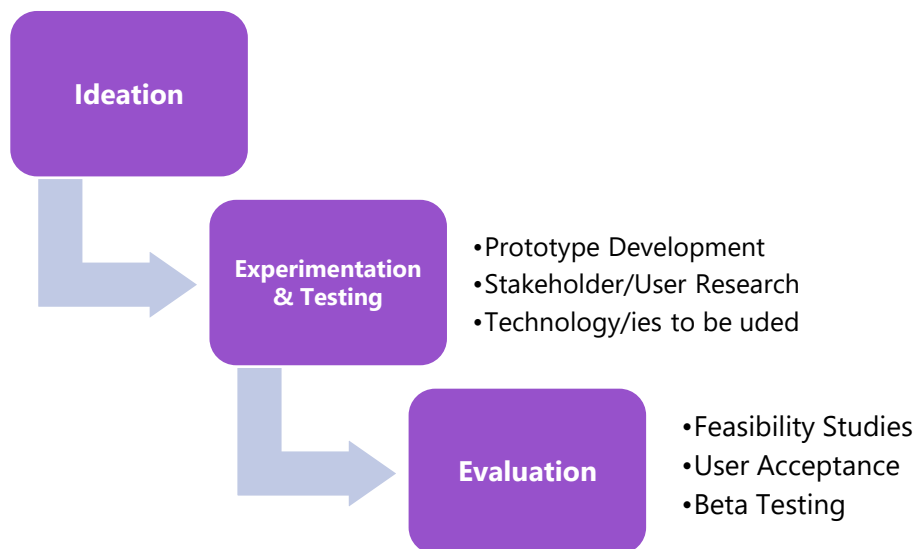 Ideation
Experimentation
& Testing
•Prototype Development
•Stakeholder/User Research
•Technology/ies to be uded
Evaluation
•Feasibility Studies
•User Acceptance
•Beta Testing